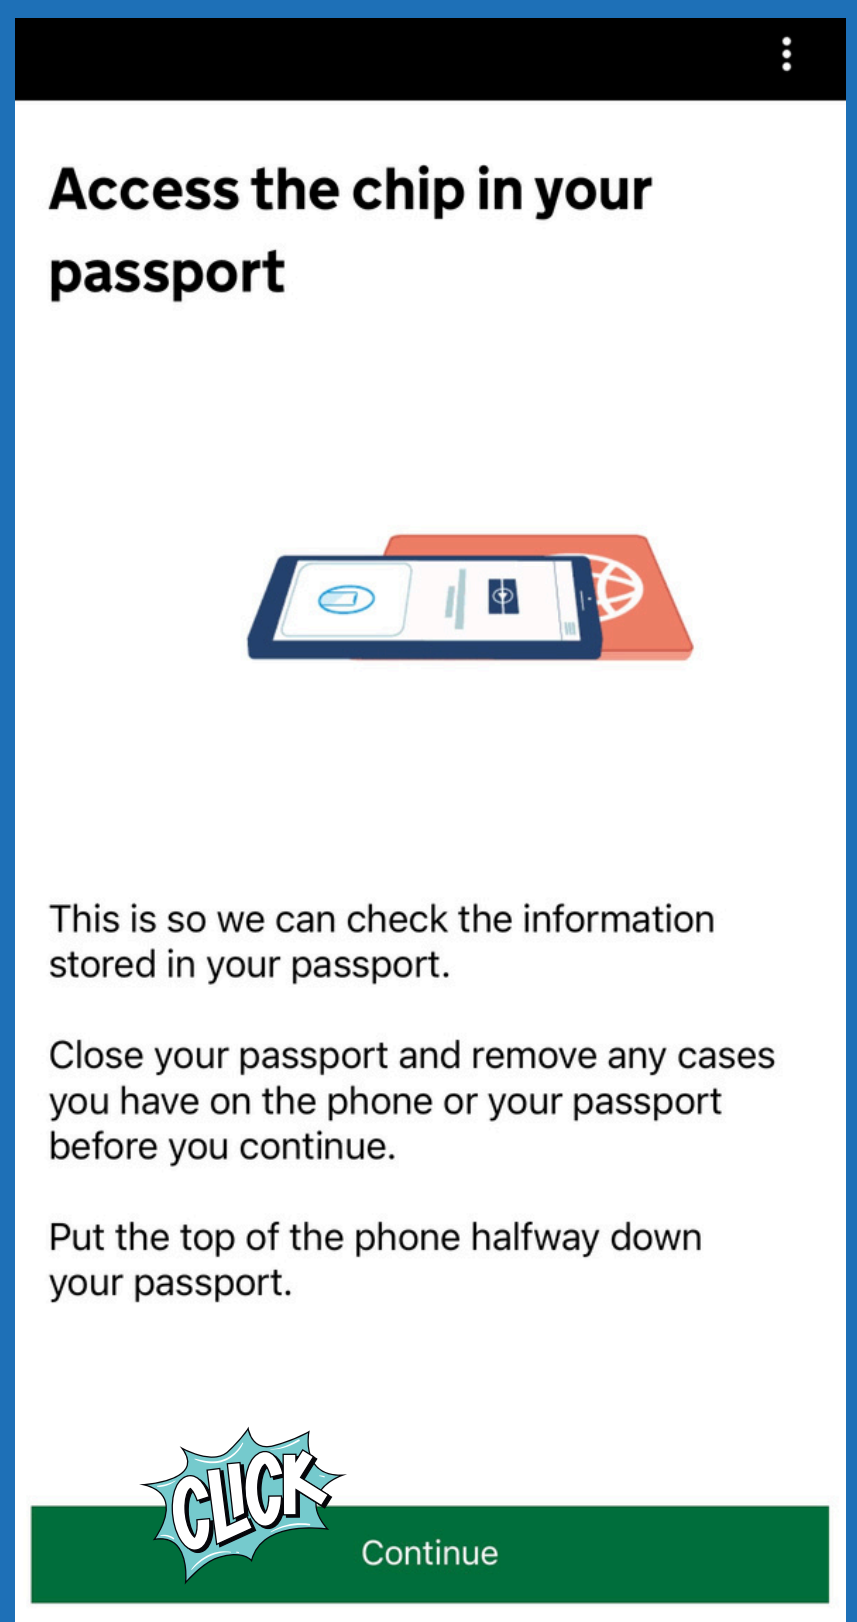 Access the chip in your
passport
This is so we can check the information
stored in your passport.
Close your passport and remove any cases
you have on the phone or your passport
before you continue.
Put the top of the phone halfway down
your passport.
CLICK
Continue